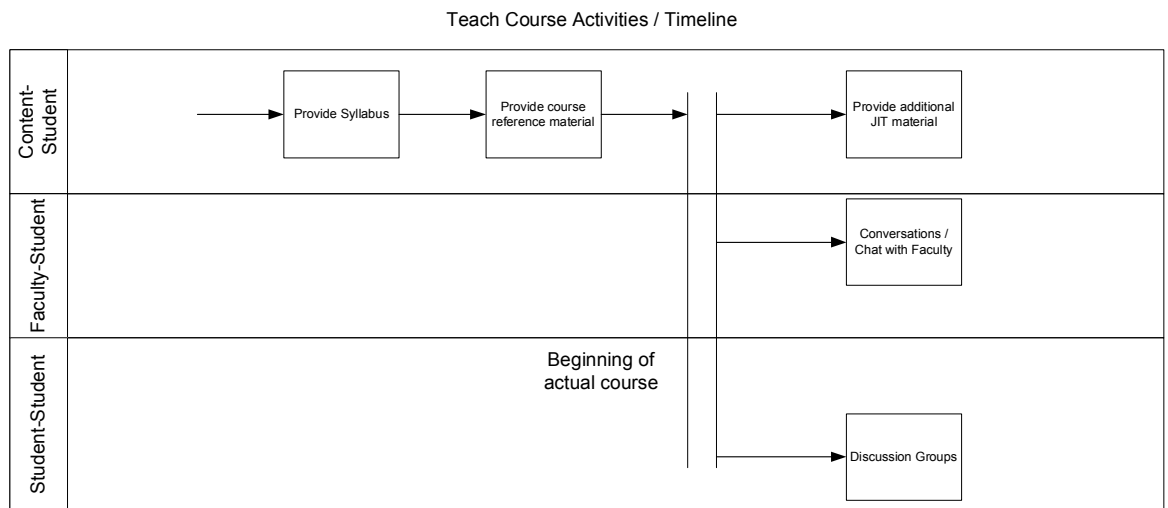 Teach Course Activities / Timeline
Content-
Student
Provide Syllabus
Provide course
reference material
Provide additional
JIT material
Faculty-Student
Conversations /
Chat with Faculty
Student-Student
Beginning of
actual course
Discussion Groups